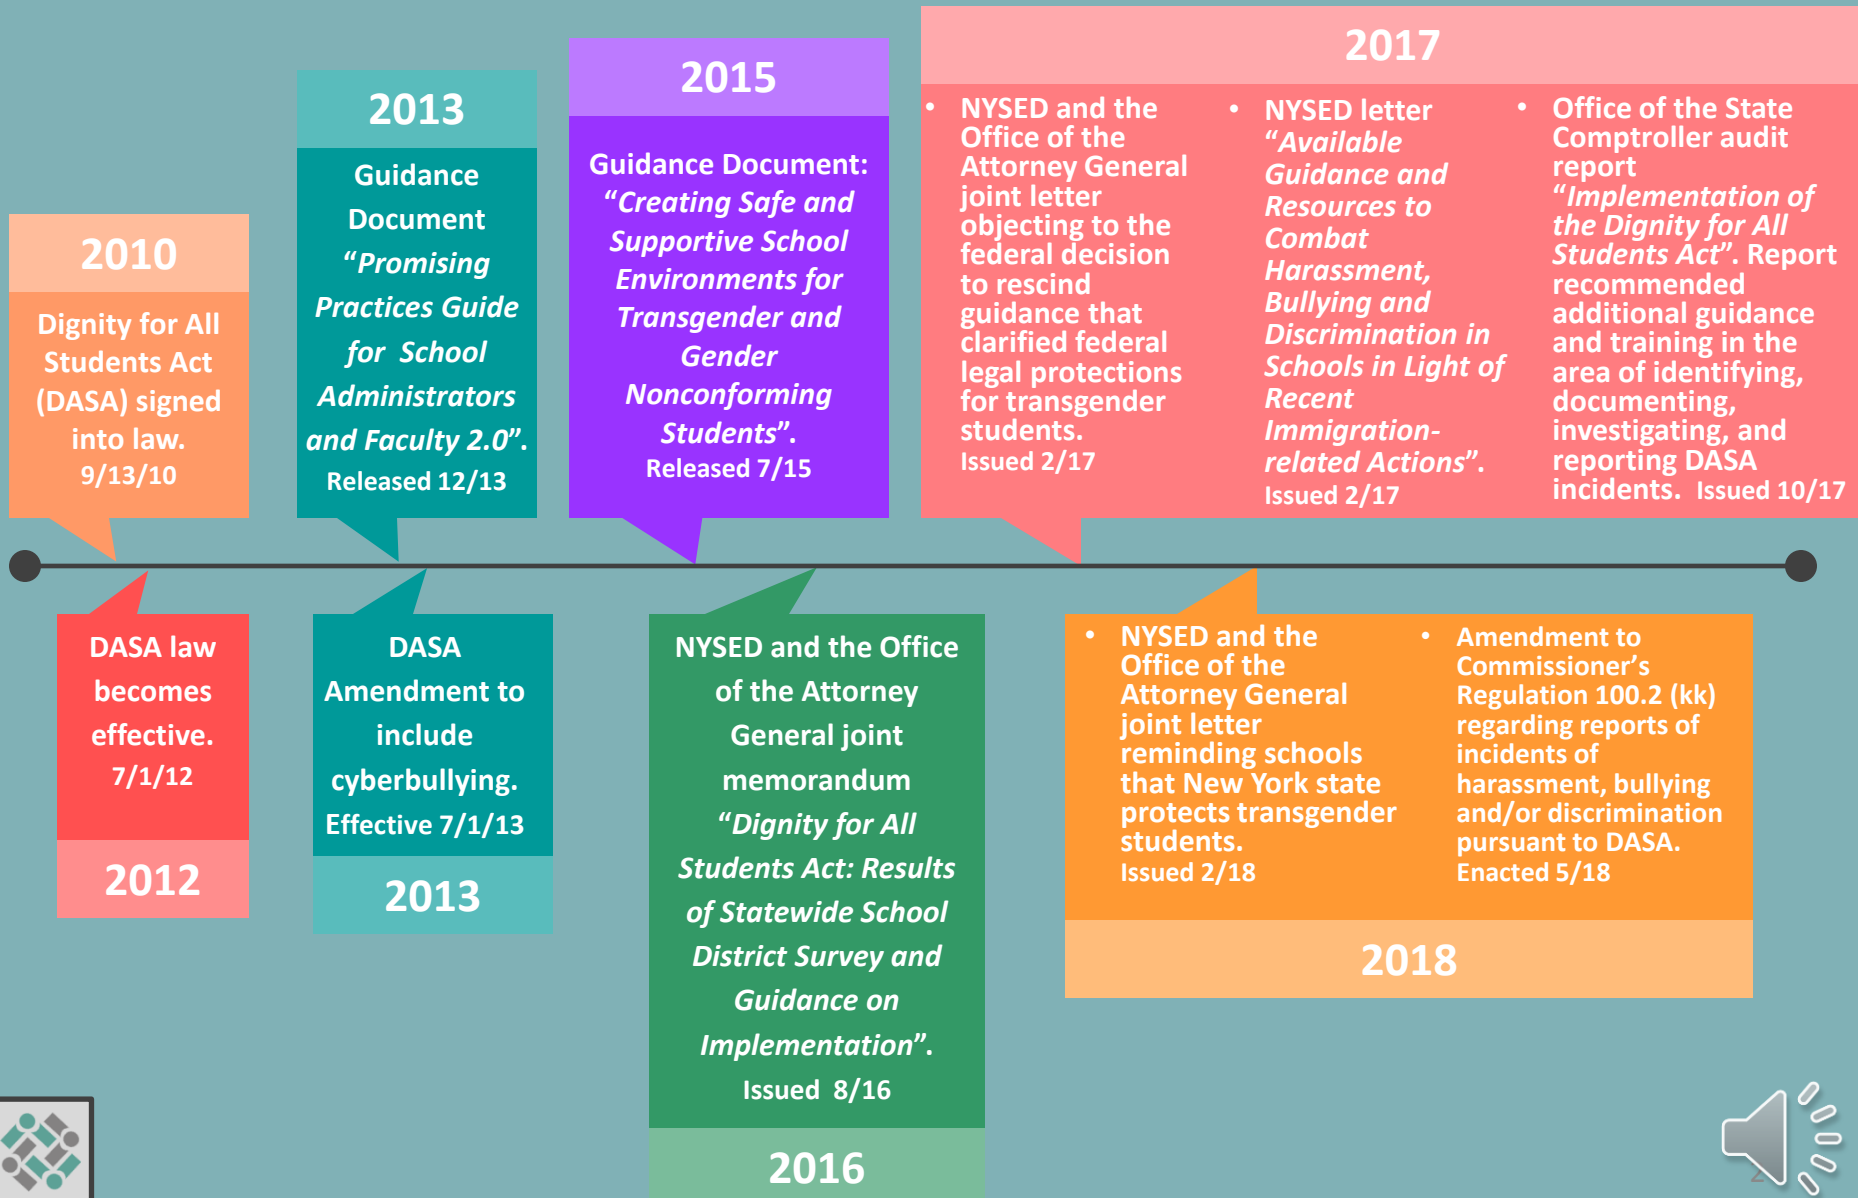 2010
Dignity for All
Students Act
(DASA) signed
into law.
9/13/10
2013
Guidance
Document
“Promising
Practices Guide
for School
Administrators
and Faculty 2.0”.
Released 12/13
2015
Guidance Document:
“Creating Safe and
Supportive School
Environments for
Transgender and
Gender
Nonconforming
Students”.
Released 7/15
2017
• NYSED and the
Office of the
Attorney General
joint letter
objecting to the
federal decision
to rescind
guidance that
clarified federal
legal protections
for transgender
students.
Issued 2/17
• NYSED letter
“Available
Guidance and
Resources to
Combat
Harassment,
Bullying and
Discrimination in
Schools in Light of
Recent
Immigration-
related Actions”.
Issued 2/17
• Office of the State
Comptroller audit
report
“Implementation of
the Dignity for All
Students Act”. Report
recommended
additional guidance
and training in the
area of identifying,
documenting,
investigating, and
reporting DASA
incidents. Issued 10/17
DASA law
becomes
effective.
7/1/12
2012
DASA
Amendment to
include
cyberbullying.
Effective 7/1/13
2013
NYSED and the Office
of the Attorney
General joint
memorandum
“Dignity for All
Students Act: Results
of Statewide School
District Survey and
Guidance on
Implementation”.
Issued 8/16
2016
• NYSED and the
Office of the
Attorney General
joint letter
reminding schools
that New York state
protects transgender
students.
Issued 2/18
• Amendment to
Commissioner’s
Regulation 100.2 (kk)
regarding reports of
incidents of
harassment, bullying
and/or discrimination
pursuant to DASA.
Enacted 5/18
2018